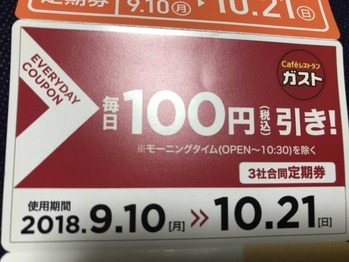 定期券 9.10[月] 10.21[日]
EVERYDAY
COUPON
Caféレストラン
ガスト
毎日100円(税込)引き!
※モーニングタイム(OPEN〜10:30)を除く
3社合同定期券
使用期間
2018.9.10[月] >> 10.21[日]